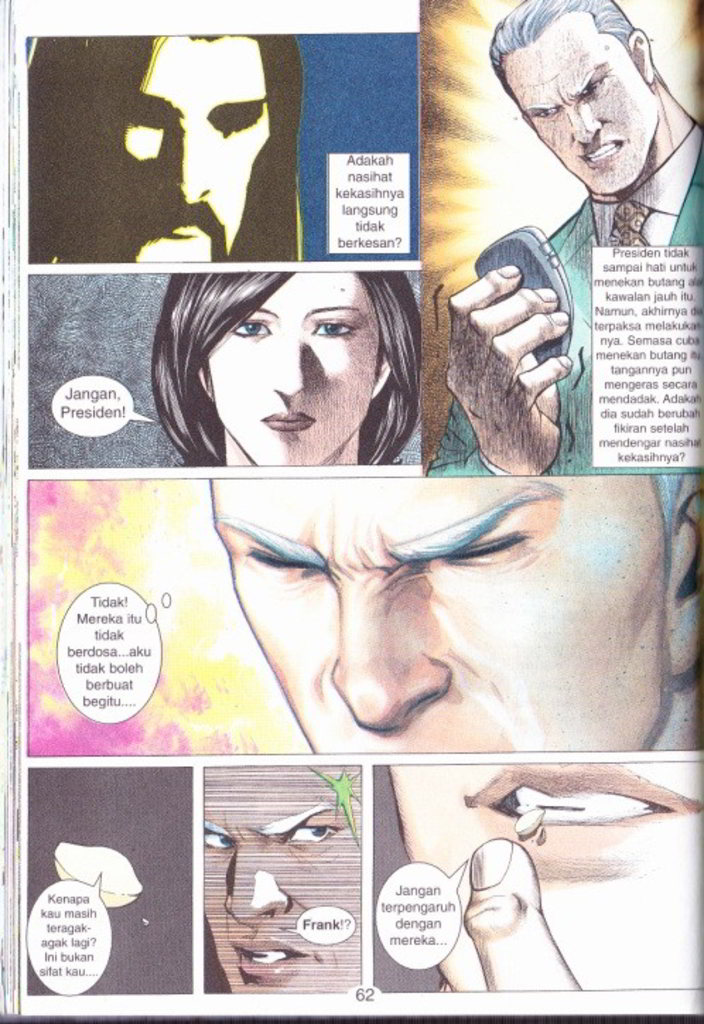 Adakah
nasihat
kekasihnya
langsung
tidak
berkesan?
Presiden tidak
sampai hati untuk
menekan butang a
kawalan jauh itu.
Namun, akhirnya
terpaksa melakukan
nya. Semasa cuba
menekan butang itu
tangannya pun
mengeras secara
mendadak. Adakah
dia sudah berubah
fikiran setelah
mendengar nasihat
kekasihnya?
Jangan,
Presiden!
Tidak!
Mereka itu
tidak
berdosa...aku
tidak boleh
berbuat
begitu....
Kenapa
kau masih
teragak-
agak lagi?
Ini bukan
sifat kau....
Frank!?
Jangan
terpengaruh
dengan
mereka...
62